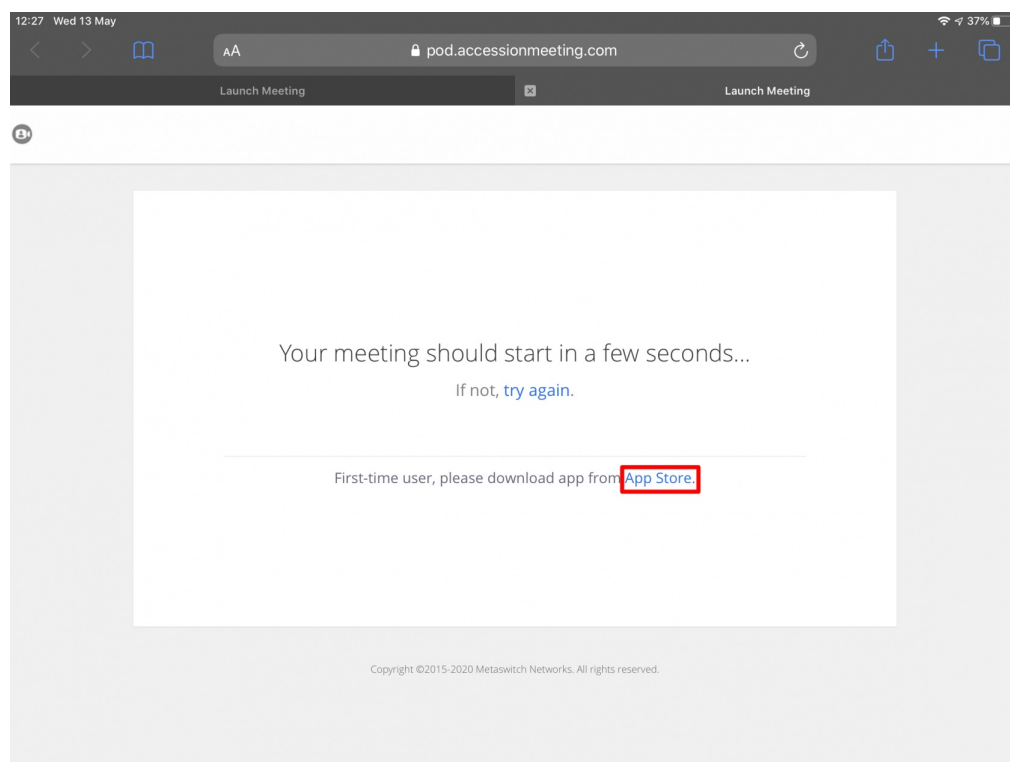 12:27 Wed 13 May
37%
AA
pod.accessionmeeting.com
Launch Meeting
Launch Meeting
Your meeting should start in a few seconds...
If not, try again.
First-time user, please download app from App Store.
Copyright ©2015-2020 Metaswitch Networks. All rights reserved.